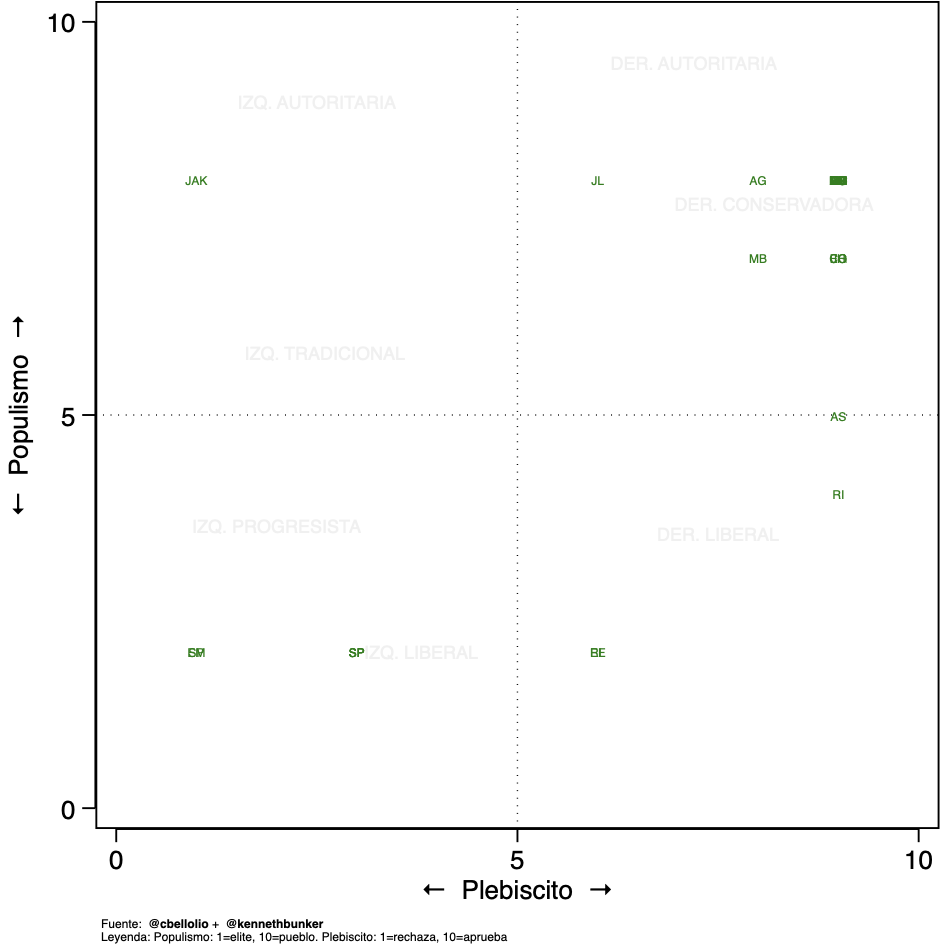 10
DER. AUTORITARIA
IZQ. AUTORITARIA
JAK
JL
AG
DER. CONSERVADORA
MB
IZQ. TRADICIONAL
← Populismo →
5
AS
RI
IZQ. PROGRESISTA
DER. LIBERAL
SP
IZQ. LIBERAL
0
0
5
10
← Plebiscito →
Fuente: @cbellolio + @kennethbunker
Leyenda: Populismo: 1=elite, 10=pueblo. Plebiscito: 1=rechaza, 10=aprueba